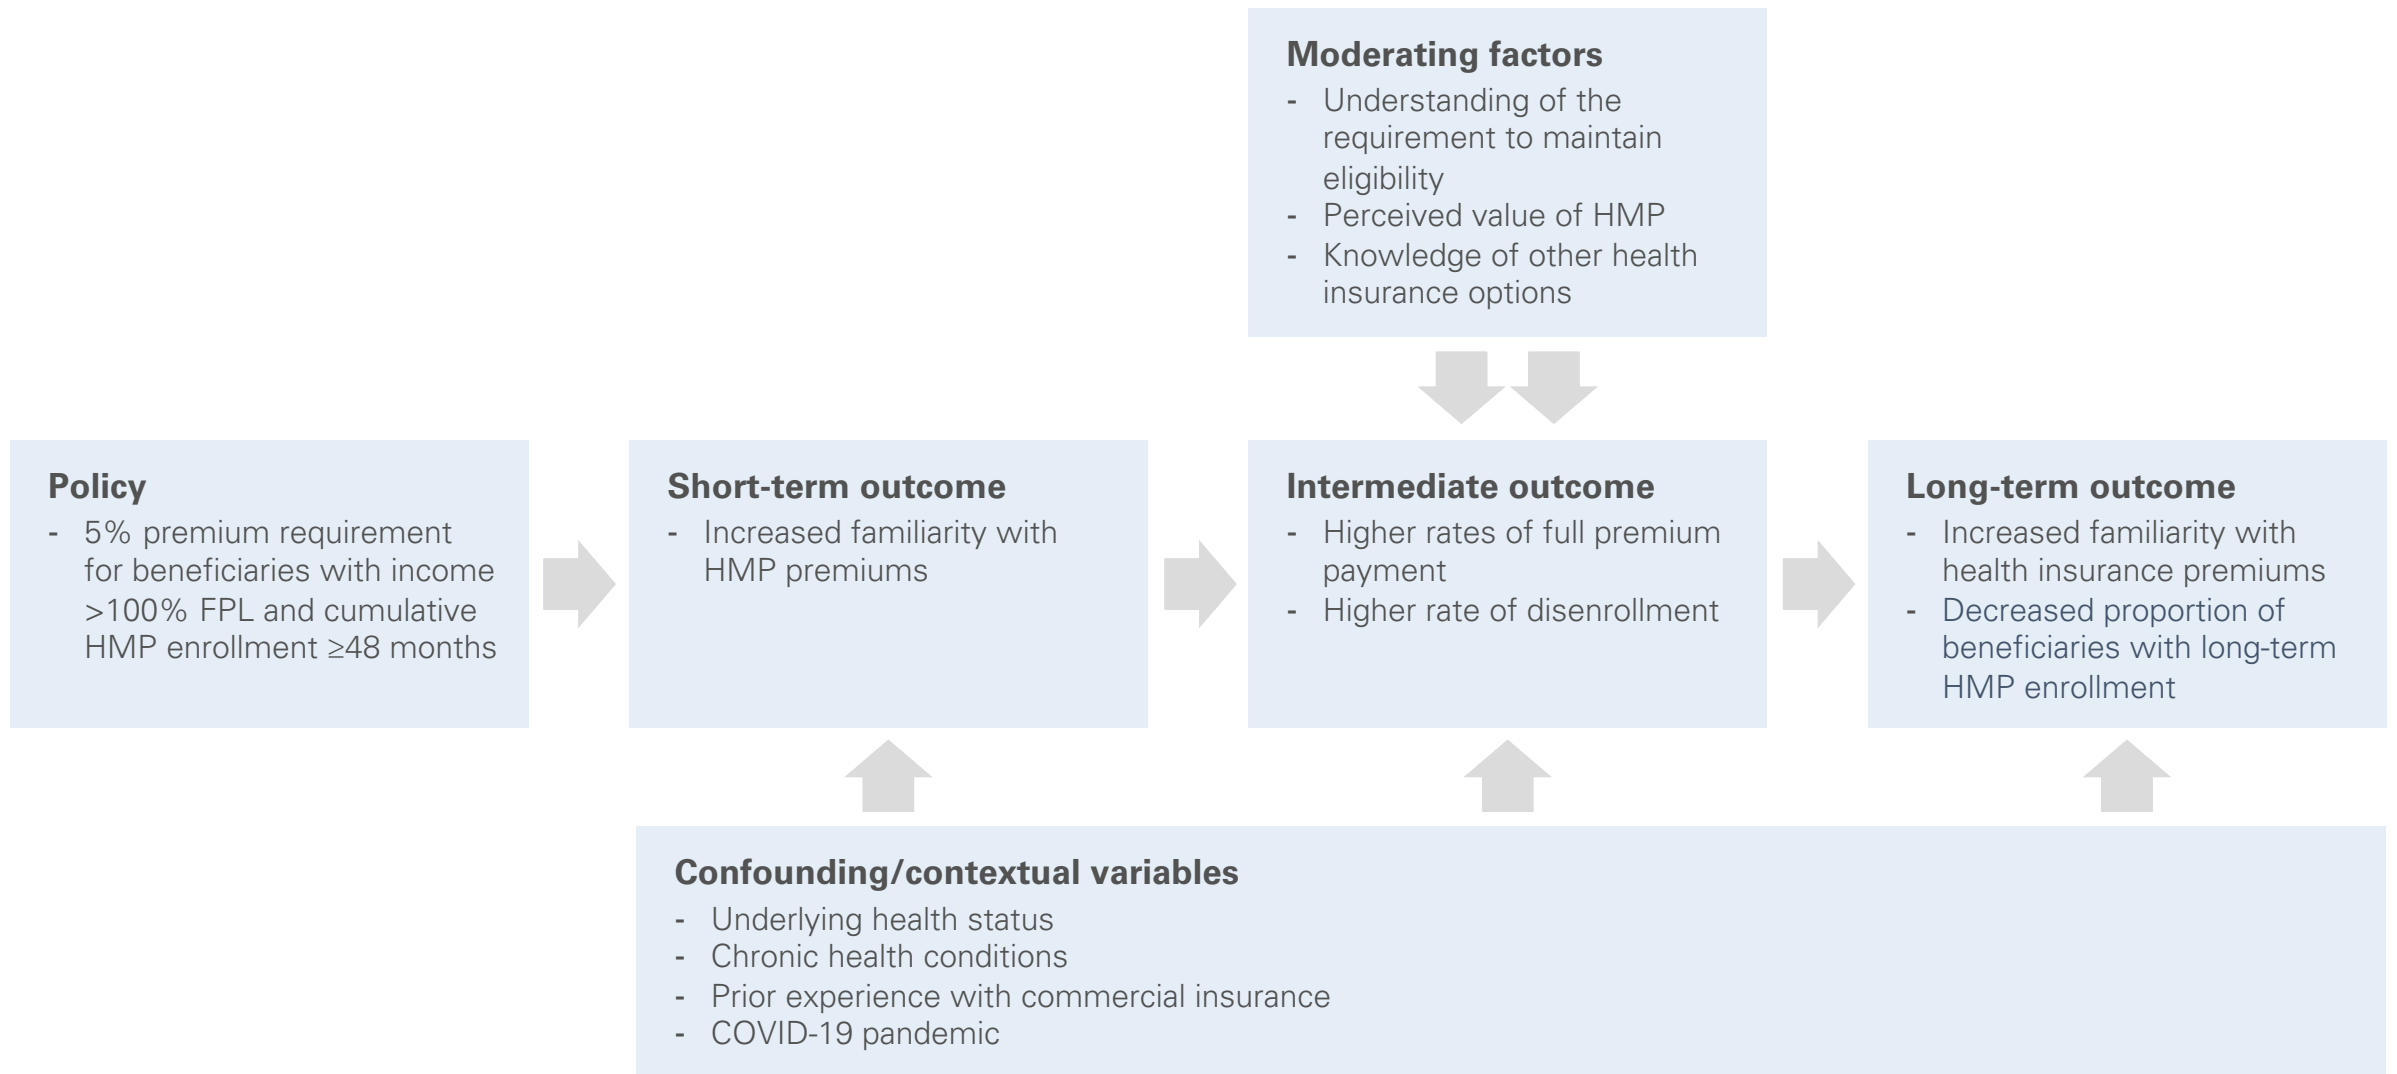 Moderating factors
- Understanding of the
requirement to maintain
eligibility
- Perceived value of HMP
- Knowledge of other health
insurance options
Policy
- 5% premium requirement
for beneficiaries with income
>100% FPL and cumulative
HMP enrollment ≥48 months
Short-term outcome
- Increased familiarity with
HMP premiums
Intermediate outcome
- Higher rates of full premium
payment
- Higher rate of disenrollment
Long-term outcome
- Increased familiarity with
health insurance premiums
- Decreased proportion of
beneficiaries with long-term
HMP enrollment
Confounding/contextual variables
- Underlying health status
- Chronic health conditions
- Prior experience with commercial insurance
- COVID-19 pandemic